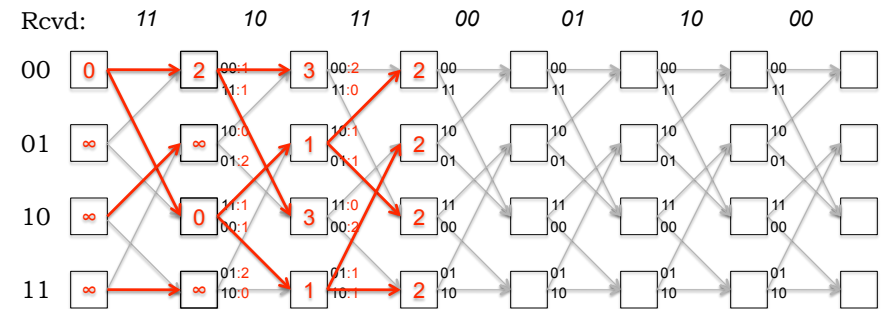 Rcvd: 11 10 11 00 01 10 00
00 0 2 00:1 3 00:2 2 00 00 00 00
11:1 11:0 11 11 11 11
01 ∞ ∞ 10:0 1 10:1 2 10 10 10 10
01:2 01:1 01 01 01 01
10 ∞ 0 11:1 3 11:0 2 11 11 11 11
00:1 00:2 00 00 00 00
11 ∞ ∞ 01:2 1 01:1 2 01 01 01 01
10:0 10:1 10 10 10 10